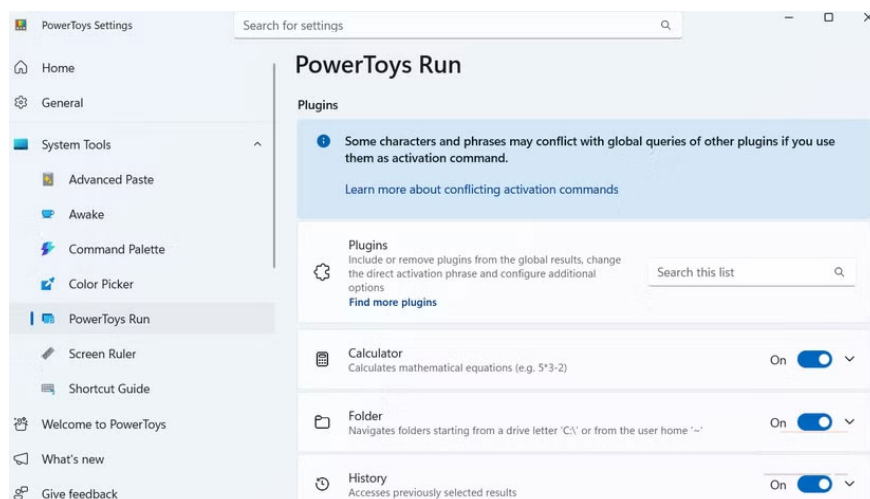 PowerToys Settings
Search for settings
Home
General
System Tools
Advanced Paste
Awake
Command Palette
Color Picker
PowerToys Run
Screen Ruler
Shortcut Guide
Welcome to PowerToys
What's new
Give feedback
PowerToys Run
Plugins
Some characters and phrases may conflict with global queries of other plugins if you use
them as activation command.
Learn more about conflicting activation commands
Plugins
Include or remove plugins from the global results, change
the direct activation phrase and configure additional
options
Find more plugins
Search this list
Calculator
Calculates mathematical equations (e.g. 5*3-2)
On
Folder
Navigates folders starting from a drive letter 'C:\' or from the user home '~'
On
History
Accesses previously selected results
On